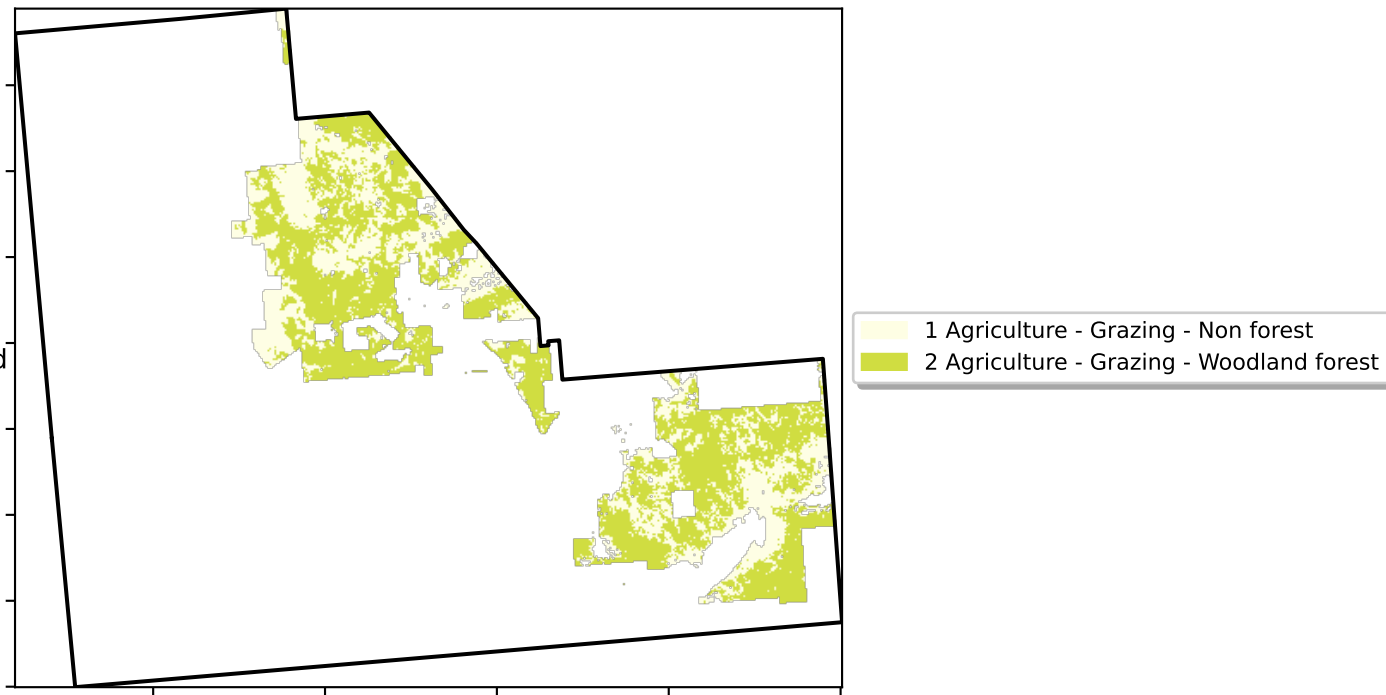 d
1 Agriculture - Grazing - Non forest
2 Agriculture - Grazing - Woodland forest